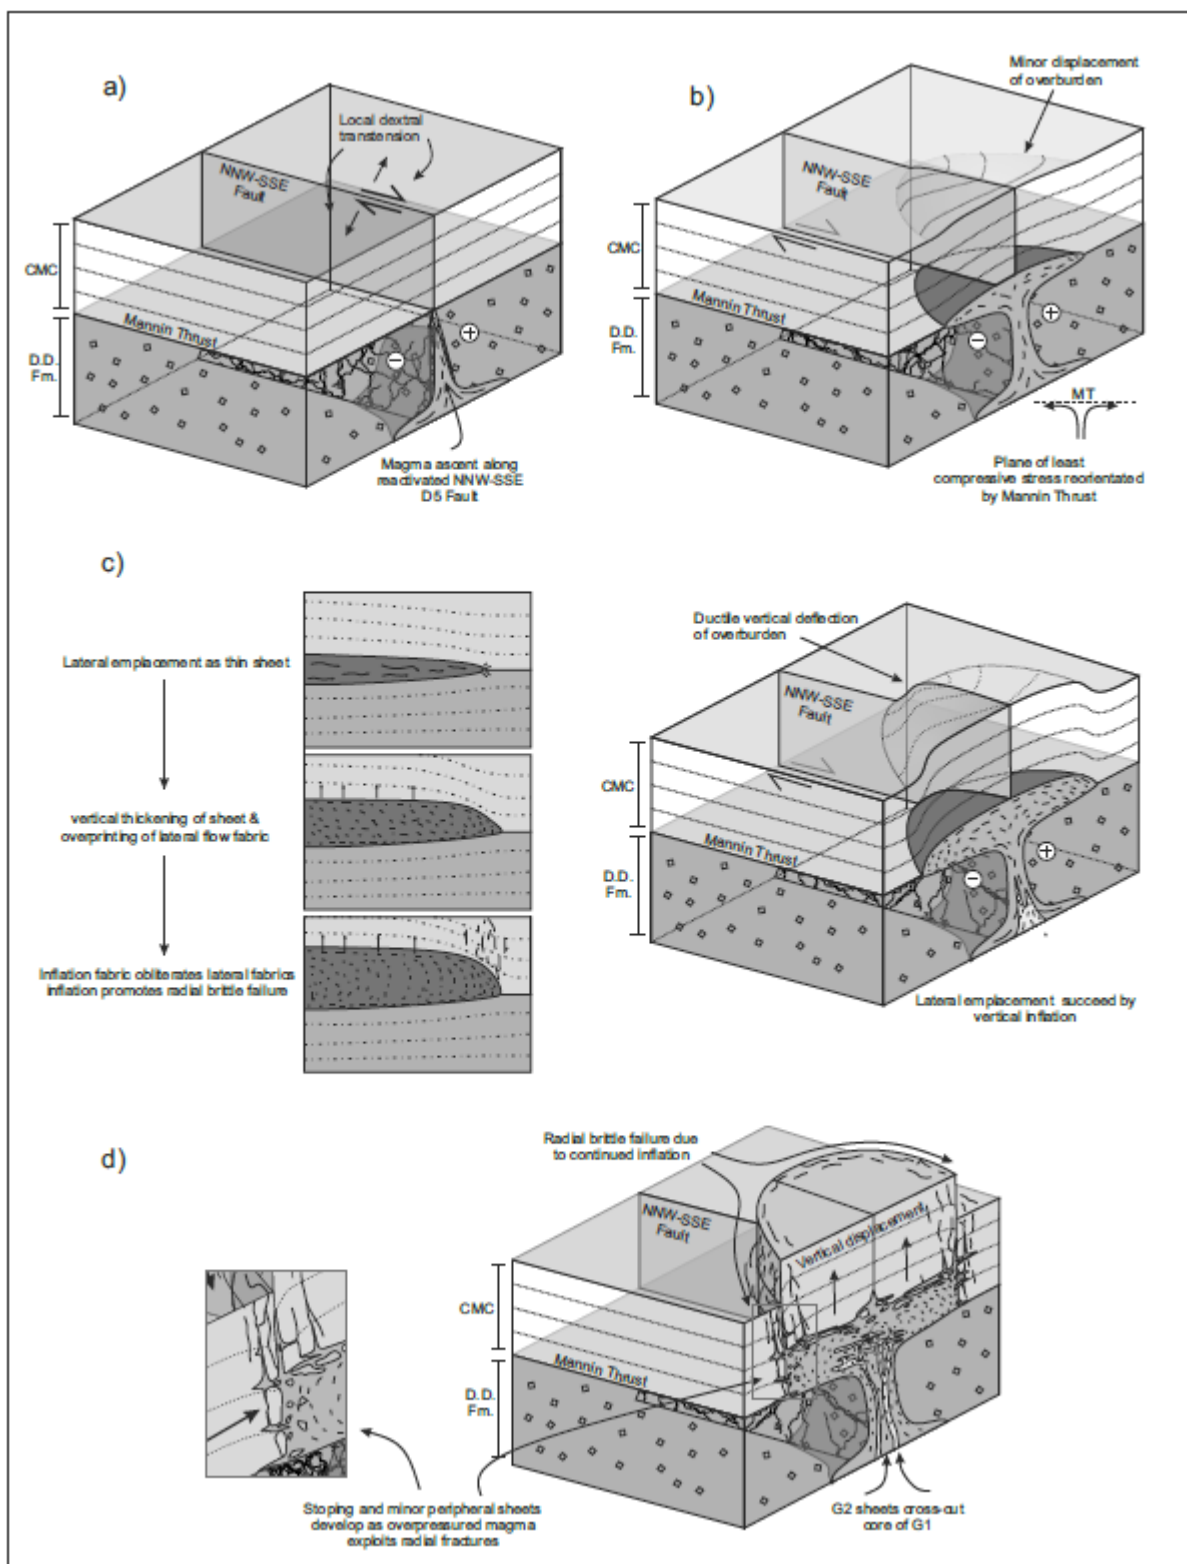 a)
Local dextral
transtension
NNW-SSE
Fault
CMC
Mannin Thrust
D.D.
Fm.
−
+
Magma ascent along
reactivated NNW-SSE
D5 Fault
b)
Minor displacement
of overburden
NNW-SSE
Fault
CMC
Mannin Thrust
D.D.
Fm.
−
+
MT
Plane of least
compressive stress reorientated
by Mannin Thrust
c)
Lateral emplacement as thin sheet
vertical thickening of sheet &
overprinting of lateral flow fabric
Inflation fabric obliterates lateral fabrics
inflation promotes radial brittle failure
Ductile vertical deflection
of overburden
NNW-SSE
Fault
CMC
Mannin Thrust
D.D.
Fm.
−
+
Lateral emplacement succeed by
vertical inflation
d)
Radial brittle failure due
to continued inflation
NNW-SSE
Fault
Vertical displacement
CMC
Mannin Thrust
D.D.
Fm.
Stoping and minor peripheral sheets
develop as overpressured magma
exploits radial fractures
G2 sheets cross-cut
core of G1